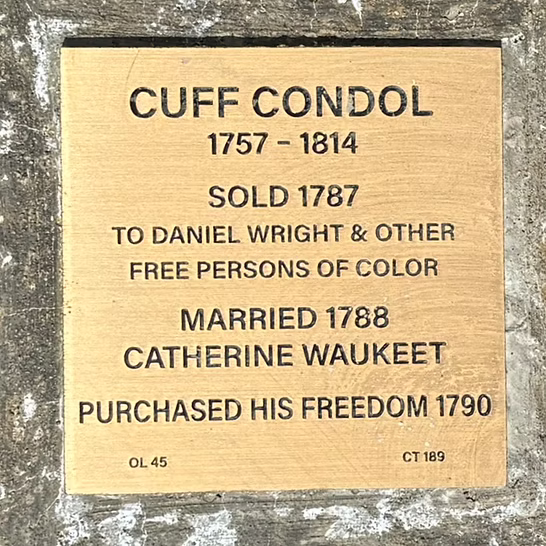 CUFF CONDOL
1757 - 1814
SOLD 1787
TO DANIEL WRIGHT & OTHER
FREE PERSONS OF COLOR
MARRIED 1788
CATHERINE WAUKEET
PURCHASED HIS FREEDOM 1790
OL 45 CT 189